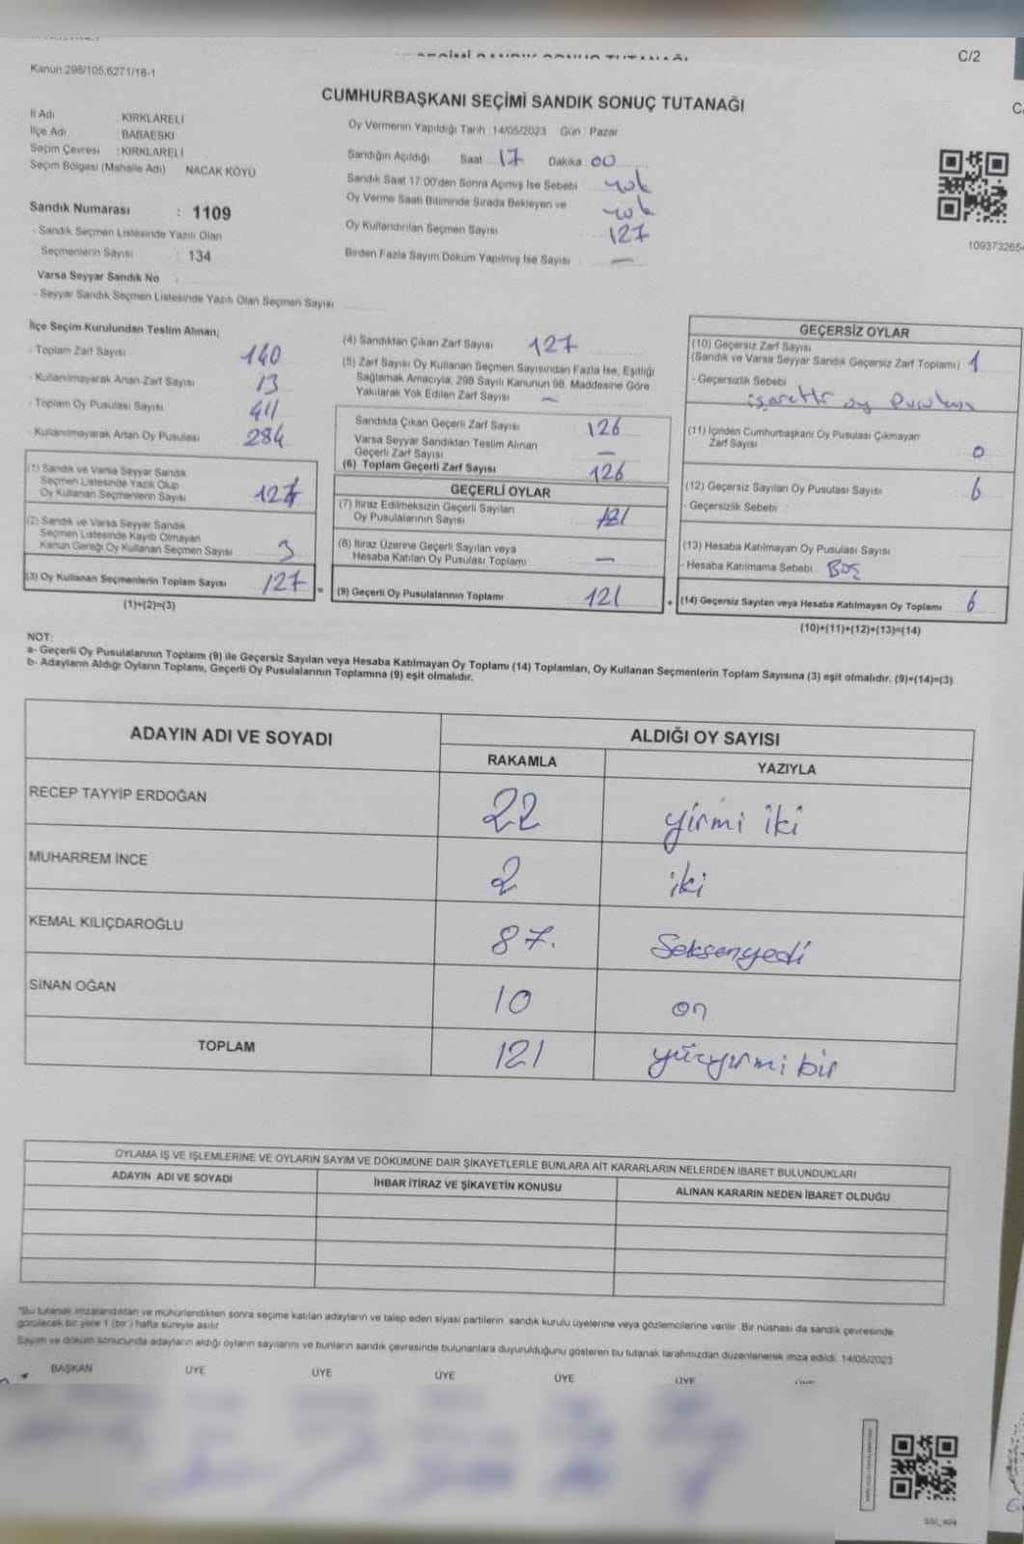 C/2
Kanun 298/105,6271/18-1
CUMHURBAŞKANI SEÇİMİ SANDIK SONUÇ TUTANAĞI
İl Adı : KIRKLARELİ
İlçe Adı : BABAESKİ
Seçim Çevresi : KIRKLARELİ
Seçim Bölgesi (Mahalle Adı) NACAK KÖYÜ
Sandık Numarası : 1109
- Sandık Seçmen Listesinde Yazılı Olan
Seçmenlerin Sayısı : 134
Varsa Seyyar Sandık No :
- Seyyar Sandık Seçmen Listesinde Yazılı Olan Seçmen Sayısı
Oy Vermenin Yapıldığı Tarih : 14/05/2023 Gün : Pazar
Sandığın Açıldığı Saat 17 Dakika : 00
Sandık Saat 17:00'den Sonra Açılmış İse Sebebi yok
Oy Verme Saati Bitiminde Sırada Bekleyen ve yok
Oy Kullandırılan Seçmen Sayısı 127
Birden Fazla Sayım Döküm Yapılmış İse Sayısı : —
İlçe Seçim Kurulundan Teslim Alınan;
- Toplam Zarf Sayısı 140
- Kullanılmayarak Artan Zarf Sayısı 13
- Toplam Oy Pusulası Sayısı 411
- Kullanılmayarak Artan Oy Pusulası 284
(1) Sandık ve Varsa Seyyar Sandık
Seçmen Listesinde Yazılı Olup
Oy Kullanan Seçmenlerin Sayısı
(2) Sandık ve Varsa Seyyar Sandık
Seçmen Listesinde Kayıtlı Olmayan
Kanun Gereği Oy Kullanan Seçmen Sayısı 3
(3) Oy Kullanan Seçmenlerin Toplam Sayısı 127
(1)+(2)=(3)
(4) Sandıktan Çıkan Zarf Sayısı 127
(5) Zarf Sayısı Oy Kullanan Seçmen Sayısından Fazla İse, Eşitliği
Sağlamak Amacıyla, 298 Sayılı Kanunun 98. Maddesine Göre
Yakılarak Yok Edilen Zarf Sayısı —
Sandıkta Çıkan Geçerli Zarf Sayısı 126
Varsa Seyyar Sandıktan Teslim Alınan
Geçerli Zarf Sayısı —
(6) Toplam Geçerli Zarf Sayısı 126
GEÇERLİ OYLAR
(7) İtiraz Edilmeksizin Geçerli Sayılan
Oy Pusulalarının Sayısı
(8) İtiraz Üzerine Geçerli Sayılan veya
Hesaba Katılan Oy Pusulası Toplamı —
= (9) Geçerli Oy Pusulalarının Toplamı 121
GEÇERSİZ OYLAR
(10) Geçersiz Zarf Sayısı
(Sandık ve Varsa Seyyar Sandık Geçersiz Zarf Toplamı) 1
- Geçersizlik Sebebi
işaretli oy pusulası
(11) İçinden Cumhurbaşkanı Oy Pusulası Çıkmayan
Zarf Sayısı 0
(12) Geçersiz Sayılan Oy Pusulası Sayısı 6
- Geçersizlik Sebebi :
(13) Hesaba Katılmayan Oy Pusulası Sayısı
- Hesaba Katılmama Sebebi : BOŞ
+ (14) Geçersiz Sayılan veya Hesaba Katılmayan Oy Toplamı 6
(10)+(11)+(12)+(13)=(14)
NOT:
a- Geçerli Oy Pusulalarının Toplamı (9) ile Geçersiz Sayılan veya Hesaba Katılmayan Oy Toplamı (14) Toplamları, Oy Kullanan Seçmenlerin Toplam Sayısına (3) eşit olmalıdır. (9)+(14)=(3)
b- Adayların Aldığı Oyların Toplamı, Geçerli Oy Pusulalarının Toplamına (9) eşit olmalıdır.
ADAYIN ADI VE SOYADI
ALDIĞI OY SAYISI
RAKAMLA YAZIYLA
RECEP TAYYİP ERDOĞAN 22 yirmi iki
MUHARREM İNCE 2 iki
KEMAL KILIÇDAROĞLU 87. Seksenyedi
SİNAN OĞAN 10 on
TOPLAM 121 yüzyirmi bir
OYLAMA İŞ VE İŞLEMLERİNE VE OYLARIN SAYIM VE DÖKÜMÜNE DAİR ŞİKAYETLERLE BUNLARA AİT KARARLARIN NELERDEN İBARET BULUNDUKLARI
ADAYIN ADI VE SOYADI İHBAR İTİRAZ VE ŞİKAYETİN KONUSU ALINAN KARARIN NEDEN İBARET OLDUĞU
*Bu tutanak imzalandıktan ve mühürlendikten sonra seçime katılan adayların ve talep eden siyasi partilerin sandık kurulu üyelerine veya gözlemcilerine verilir. Bir nüshası da sandık çevresinde
görülecek bir yere 1 (bir) hafta süreyle asılır.
Sayım ve döküm sonucunda adayların aldığı oyların sayılarını ve bunların sandık çevresinde bulunanlara duyurulduğunu gösteren bu tutanak tarafımızdan düzenlenerek imza edildi. 14/05/2023
BAŞKAN ÜYE ÜYE ÜYE ÜYE ÜYE